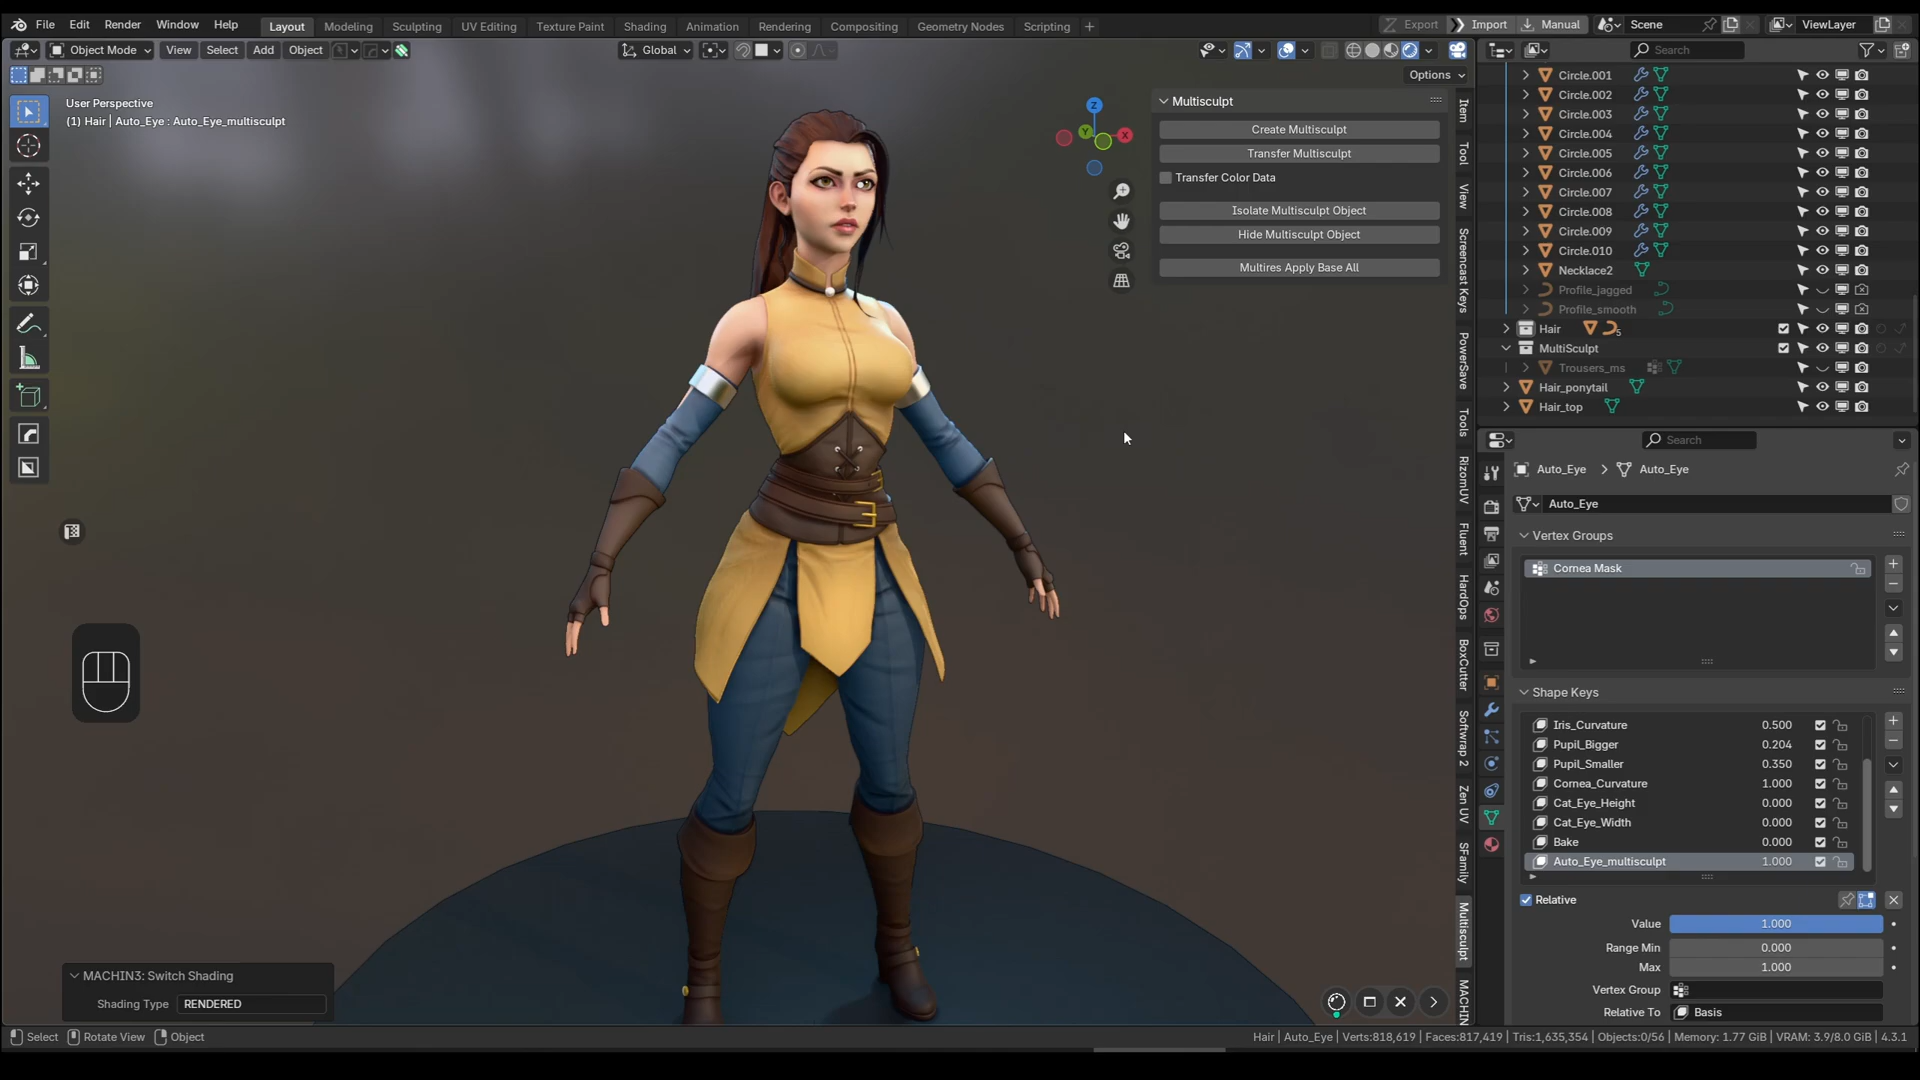 File Edit Render Window Help Layout Modeling Sculpting UV Editing Texture Paint Shading Animation Rendering Compositing Geometry Nodes Scripting Export Import Manual Scene ViewLayer
Object Mode View Select Add Object Global Search
Options
User Perspective
(1) Hair | Auto_Eye : Auto_Eye_multisculpt
Z
Y
X
Multisculpt
Create Multisculpt
Transfer Multisculpt
Transfer Color Data
Isolate Multisculpt Object
Hide Multisculpt Object
Multires Apply Base All
Item
Tool
View
Screencast Keys
PowerSave
Tools
RizomUV
Fluent
HardOps
BoxCutter
Softwrap 2
Zen UV
SFamily
Multisculpt
MACHIN
Circle.001
Circle.002
Circle.003
Circle.004
Circle.005
Circle.006
Circle.007
Circle.008
Circle.009
Circle.010
Necklace2
Profile_jagged
Profile_smooth
Hair 5
MultiSculpt
Trousers_ms
Hair_ponytail
Hair_top
Search
Auto_Eye Auto_Eye
Auto_Eye
Vertex Groups
Cornea Mask
Shape Keys
Iris_Curvature 0.500
Pupil_Bigger 0.204
Pupil_Smaller 0.350
Cornea_Curvature 1.000
Cat_Eye_Height 0.000
Cat_Eye_Width 0.000
Bake 0.000
Auto_Eye_multisculpt 1.000
Relative
Value 1.000
Range Min 0.000
Max 1.000
Vertex Group
Relative To Basis
MACHIN3: Switch Shading
Shading Type RENDERED
Select Rotate View Object Hair | Auto_Eye | Verts:818,619 | Faces:817,419 | Tris:1,635,354 | Objects:0/56 | Memory: 1.77 GiB | VRAM: 3.9/8.0 GiB | 4.3.1